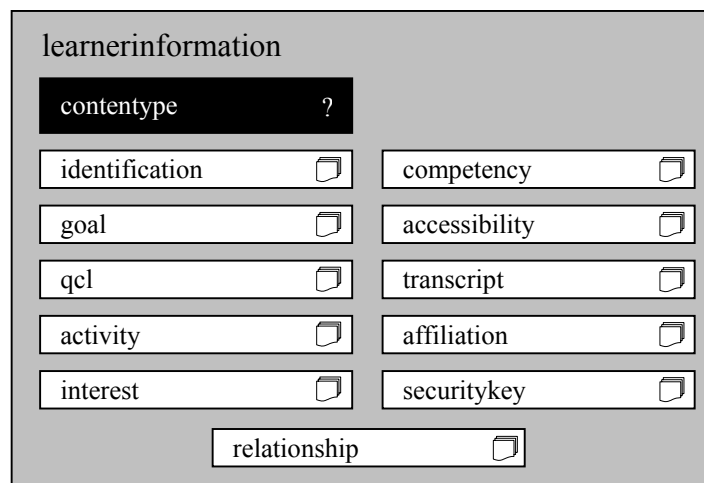 learnerinformation
contentype ?
identification competency
goal accessibility
qcl transcript
activity affiliation
interest securitykey
relationship